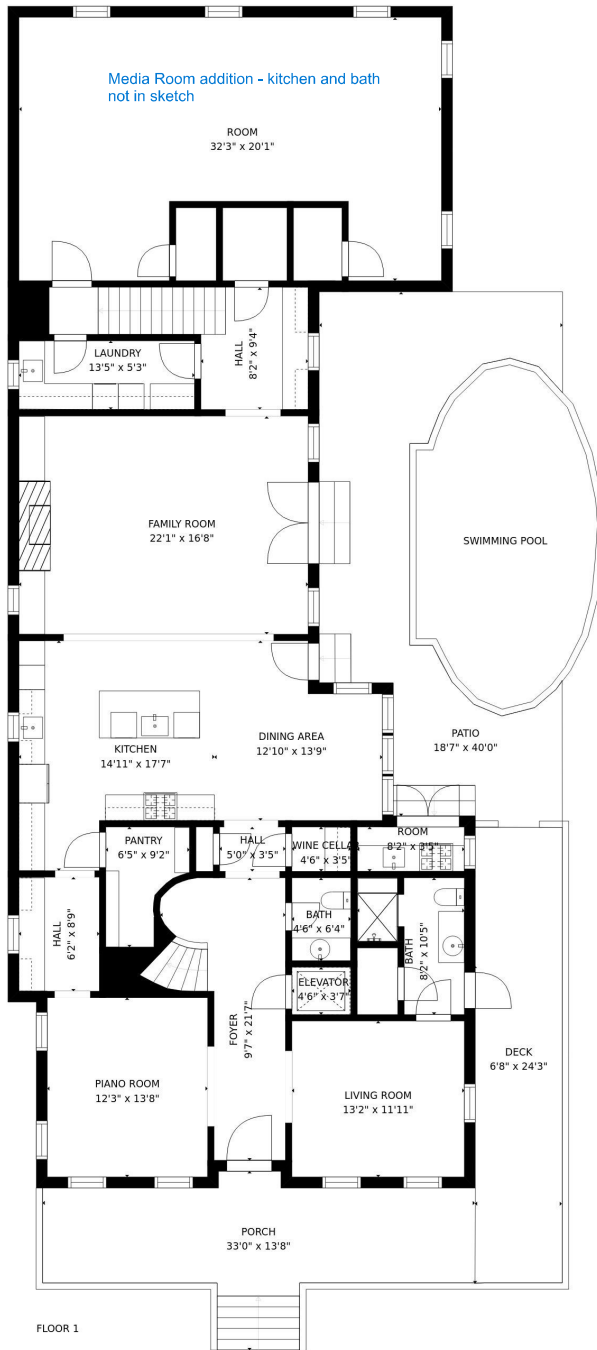 Media Room addition - kitchen and bath
not in sketch
ROOM
32'3" x 20'1"
HALL
8'2" x 9'4"
LAUNDRY
13'5" x 5'3"
FAMILY ROOM
22'1" x 16'8"
SWIMMING POOL
KITCHEN
14'11" x 17'7"
DINING AREA
12'10" x 13'9"
PATIO
18'7" x 40'0"
PANTRY
6'5" x 9'2"
HALL
5'0" x 3'5"
WINE CELLAR
4'6" x 3'5"
ROOM
8'2" x 3'5"
HALL
6'2" x 8'9"
BATH
4'6" x 6'4"
BATH
8'2" x 10'5"
ELEVATOR
4'6" x 3'7"
FOYER
9'7" x 21'7"
PIANO ROOM
12'3" x 13'8"
LIVING ROOM
13'2" x 11'11"
DECK
6'8" x 24'3"
PORCH
33'0" x 13'8"
FLOOR 1